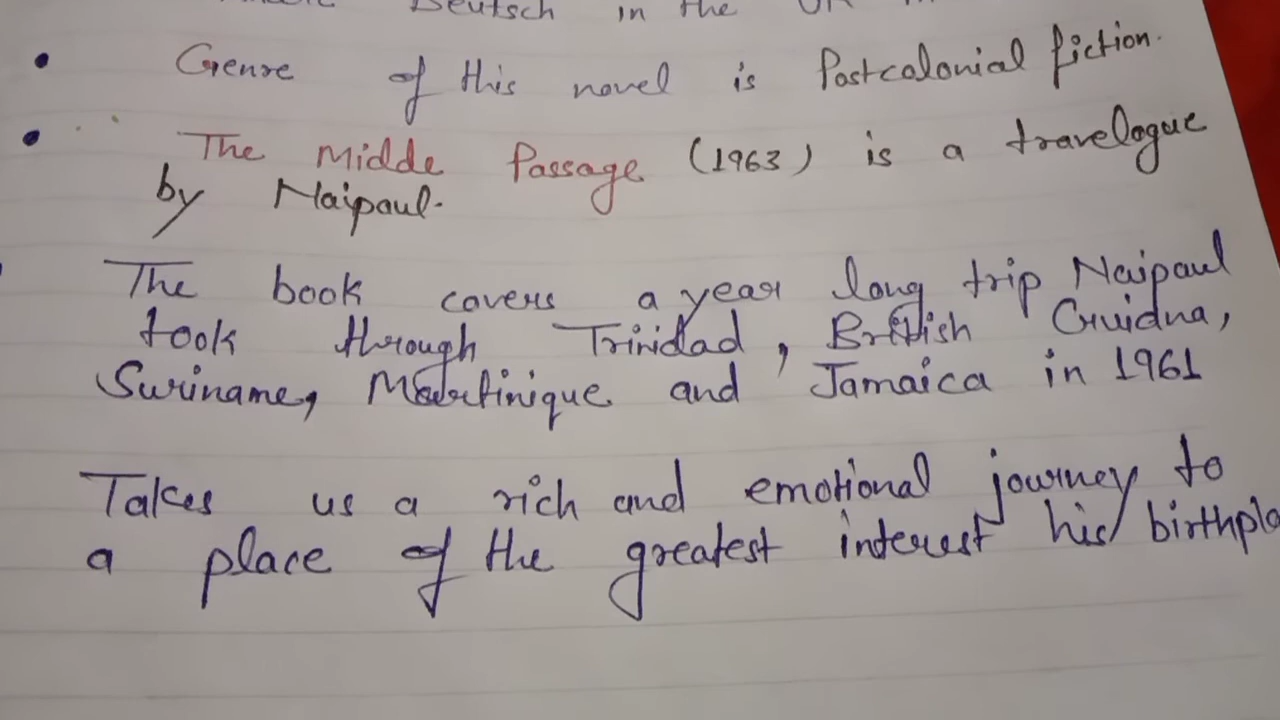 Deutsch in the UK
• Genre of this novel is Postcolonial fiction.
• The Midde Passage (1963) is a travelogue
by Naipaul.
The book covers a year long trip Naipaul
took through Trinidad, British Guidna,
Suriname, Martinique and Jamaica in 1961
Takes us a rich and emotional journey to
a place of the greatest interest his birthpla